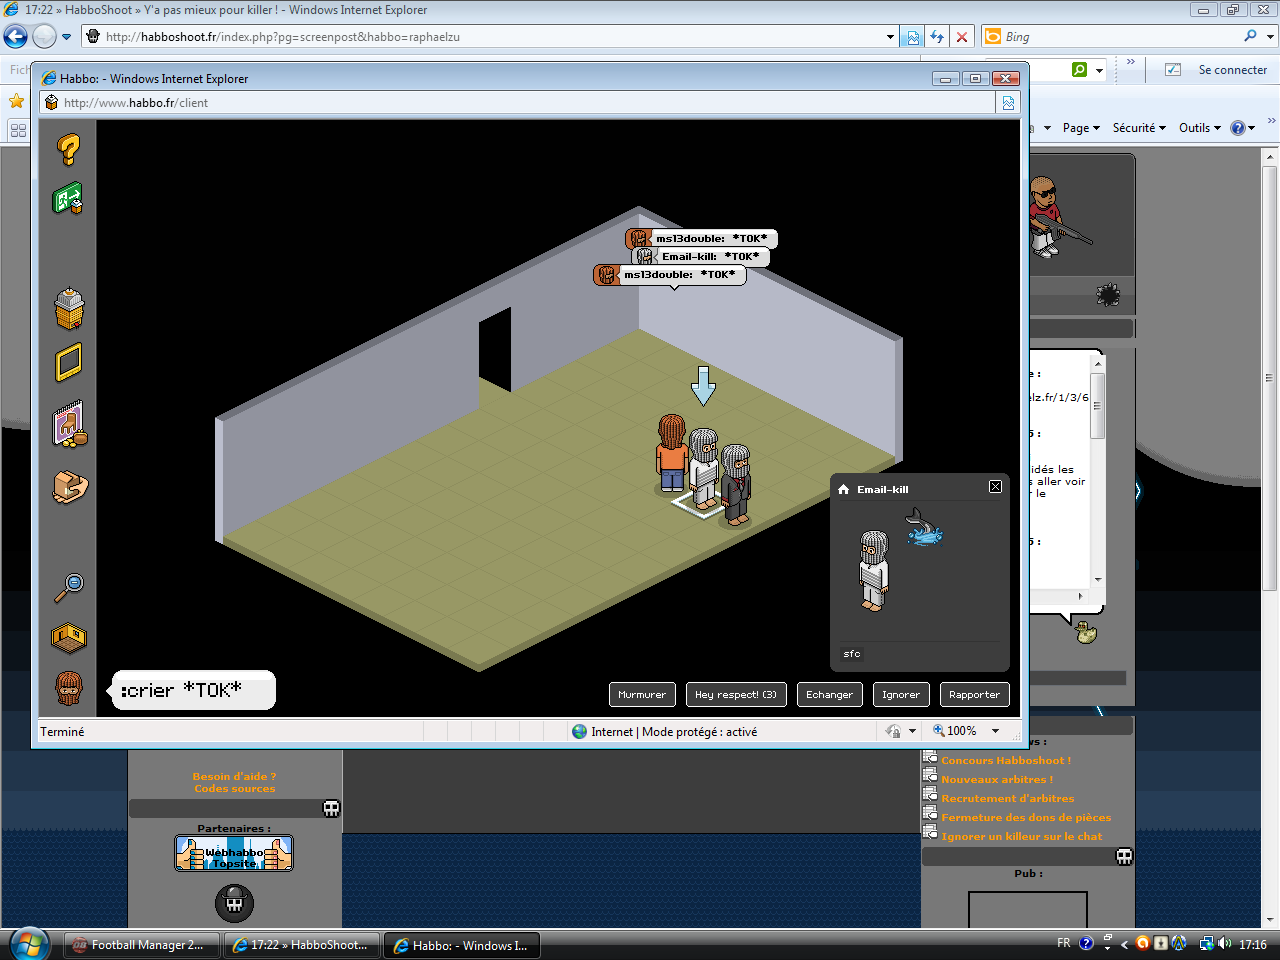 17:22 » HabboShoot » Y'a pas mieux pour killer ! - Windows Internet Explorer
http://habboshoot.fr/index.php?pg=screenpost&habbo=raphaelzu
Bing
Fich
Se connecter
Page
Sécurité
Outils
Habbo: - Windows Internet Explorer
http://www.habbo.fr/client
ms13double: *TOK*
Email-kill: *TOK*
ms13double: *TOK*
e :
elz.fr/1/3/6
5 :
idés les
s aller voir
r le
5 :
Email-kill
sfc
:crier *TOK*
Murmurer
Hey respect! (3)
Echanger
Ignorer
Rapporter
Terminé
Internet | Mode protégé : activé
100%
Besoin d'aide ?
Codes sources
Partenaires :
Webhabbo
Topsite
ws :
Concours Habboshoot !
Nouveaux arbitres !
Recrutement d'arbitres
Fermeture des dons de pièces
Ignorer un killeur sur le chat
Pub :
Football Manager 2...
17:22 » HabboShoot...
Habbo: - Windows I...
FR
17:16